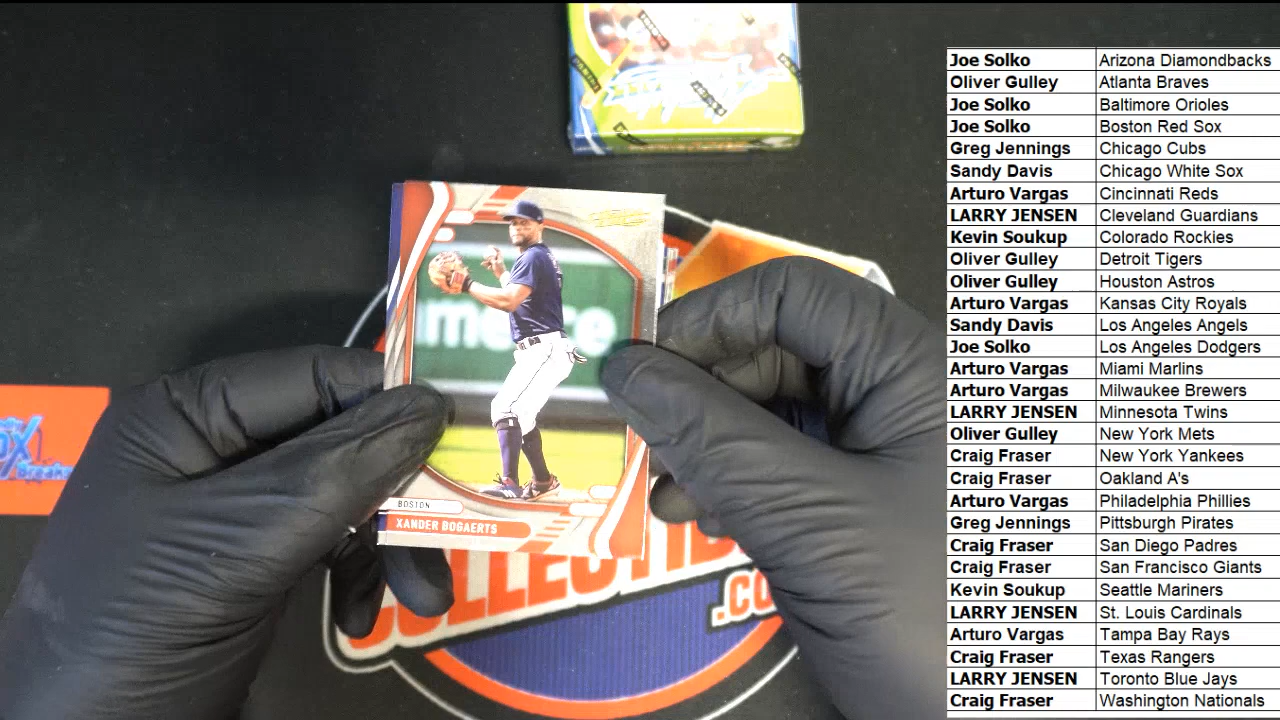 Joe Solko Arizona Diamondbacks
Oliver Gulley Atlanta Braves
Joe Solko Baltimore Orioles
Joe Solko Boston Red Sox
Greg Jennings Chicago Cubs
Sandy Davis Chicago White Sox
Arturo Vargas Cincinnati Reds
LARRY JENSEN Cleveland Guardians
Kevin Soukup Colorado Rockies
Oliver Gulley Detroit Tigers
Oliver Gulley Houston Astros
Arturo Vargas Kansas City Royals
Sandy Davis Los Angeles Angels
Joe Solko Los Angeles Dodgers
Arturo Vargas Miami Marlins
Arturo Vargas Milwaukee Brewers
LARRY JENSEN Minnesota Twins
Oliver Gulley New York Mets
Craig Fraser New York Yankees
Craig Fraser Oakland A's
Arturo Vargas Philadelphia Phillies
Greg Jennings Pittsburgh Pirates
Craig Fraser San Diego Padres
Craig Fraser San Francisco Giants
Kevin Soukup Seattle Mariners
LARRY JENSEN St. Louis Cardinals
Arturo Vargas Tampa Bay Rays
Craig Fraser Texas Rangers
LARRY JENSEN Toronto Blue Jays
Craig Fraser Washington Nationals
BOSTON
XANDER BOGAERTS
COLLECTIB
.CO